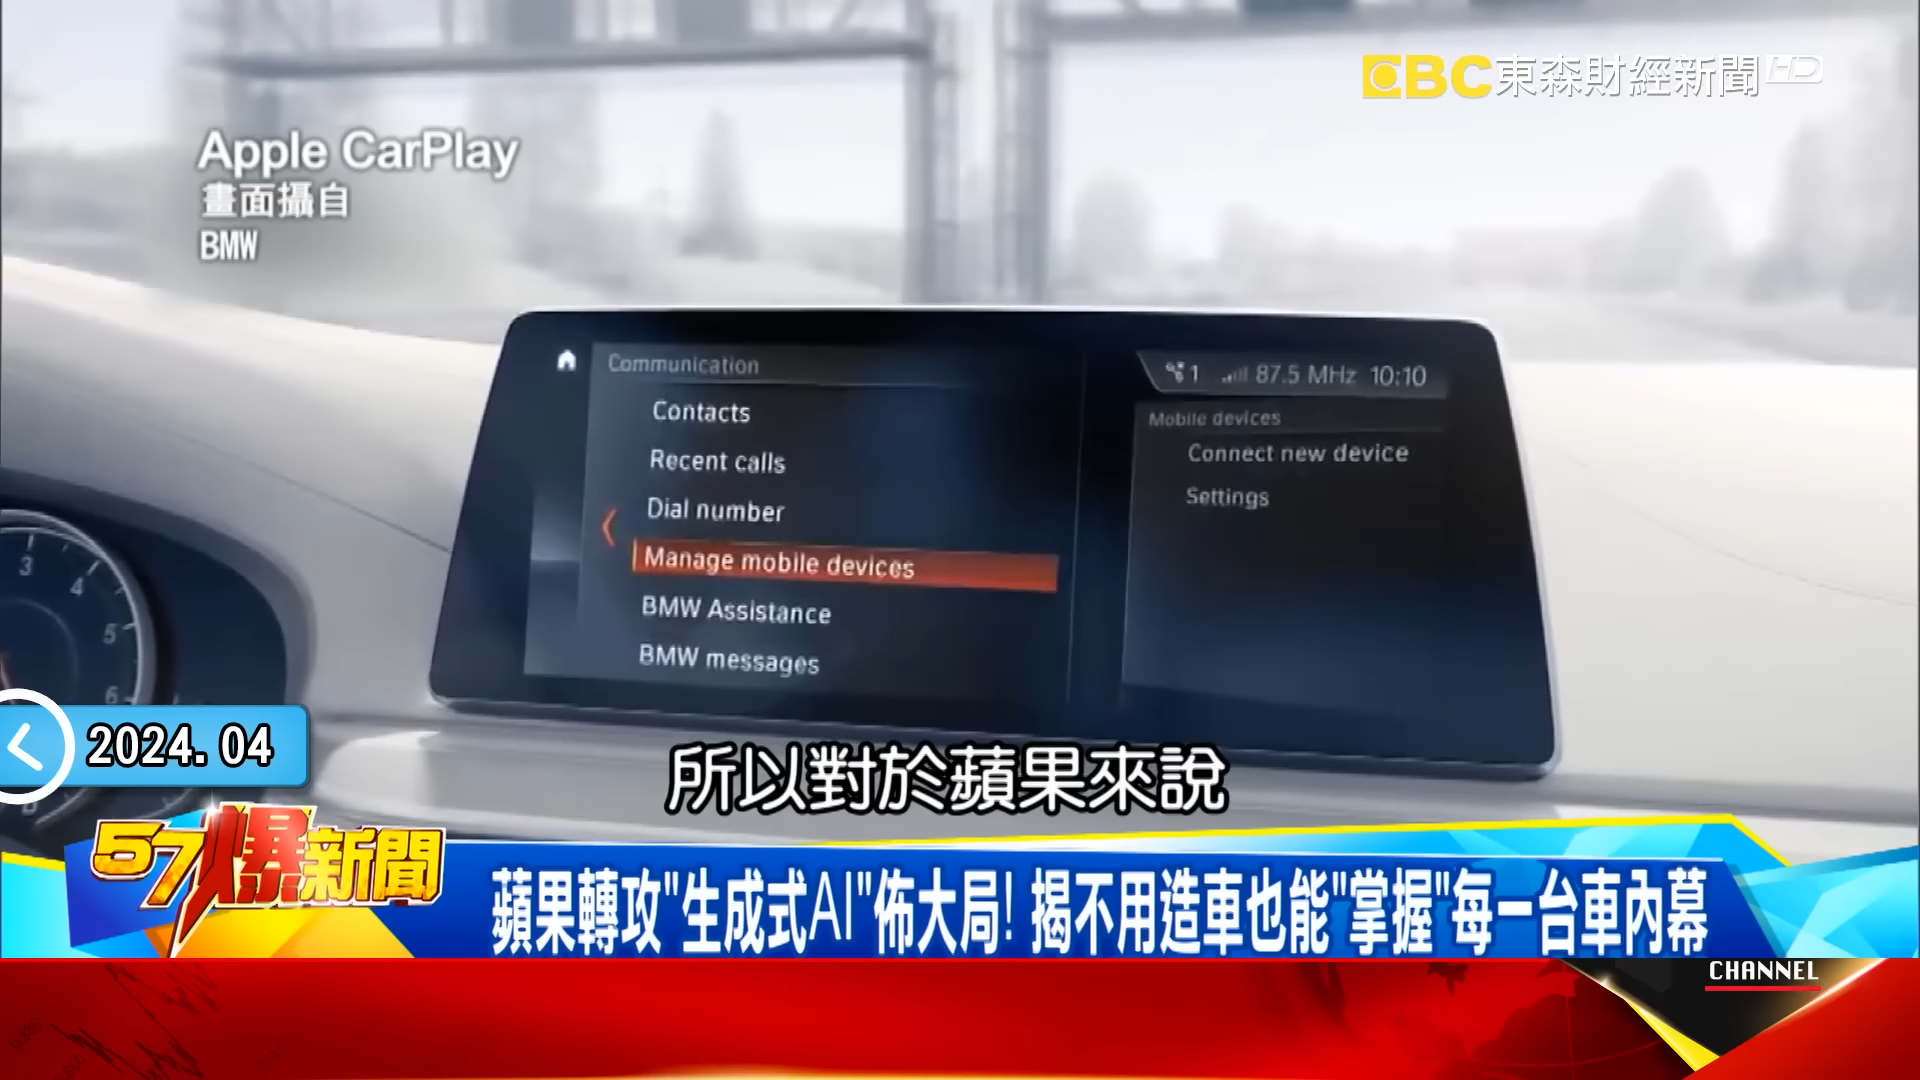 EBC東森財經新聞HD
Apple CarPlay
畫面攝自
BMW
Communication
Contacts
Recent calls
Dial number
Manage mobile devices
BMW Assistance
BMW messages
1 87.5 MHz 10:10
Mobile devices
Connect new device
Settings
3
4
5
6
2024.04
所以對於蘋果來說
57爆新聞
蘋果轉攻"生成式AI"佈大局! 揭不用造車也能"掌握"每一台車內幕
CHANNEL